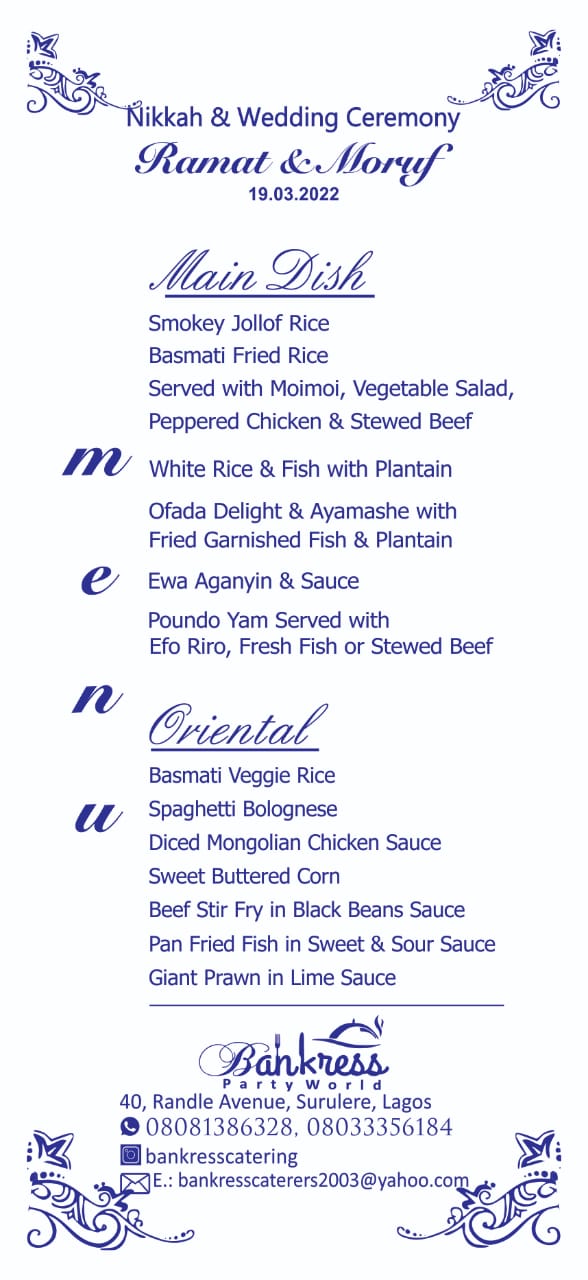 Nikkah & Wedding Ceremony
Ramat & Moruf
19.03.2022
menu
Main Dish
Smokey Jollof Rice
Basmati Fried Rice
Served with Moimoi, Vegetable Salad,
Peppered Chicken & Stewed Beef
White Rice & Fish with Plantain
Ofada Delight & Ayamashe with
Fried Garnished Fish & Plantain
Ewa Aganyin & Sauce
Poundo Yam Served with
Efo Riro, Fresh Fish or Stewed Beef
Oriental
Basmati Veggie Rice
Spaghetti Bolognese
Diced Mongolian Chicken Sauce
Sweet Buttered Corn
Beef Stir Fry in Black Beans Sauce
Pan Fried Fish in Sweet & Sour Sauce
Giant Prawn in Lime Sauce
Bankress
Party World
40, Randle Avenue, Surulere, Lagos
08081386328, 08033356184
bankresscatering
E.: bankresscaterers2003@yahoo.com